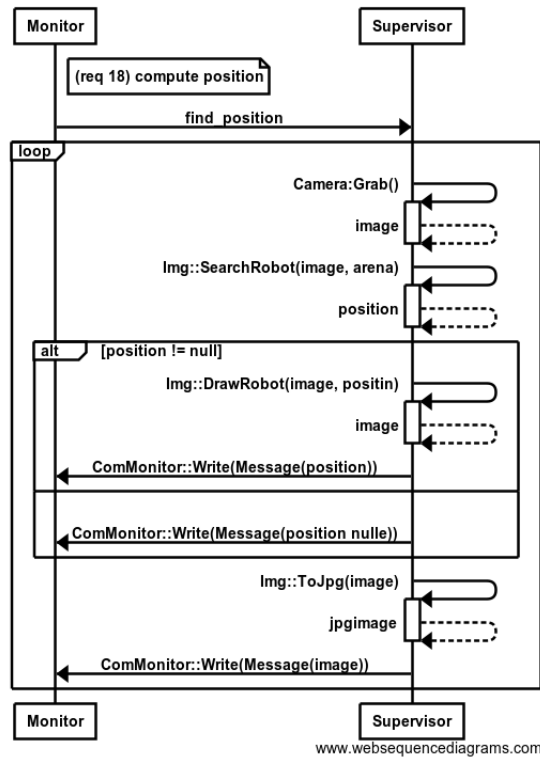 Monitor
Supervisor
(req 18) compute position
find_position
loop
Camera:Grab()
image
Img::SearchRobot(image, arena)
position
alt
[position != null]
Img::DrawRobot(image, positin)
image
ComMonitor::Write(Message(position))
ComMonitor::Write(Message(position nulle))
Img::ToJpg(image)
jpgimage
ComMonitor::Write(Message(image))
Monitor
Supervisor
www.websequencediagrams.com